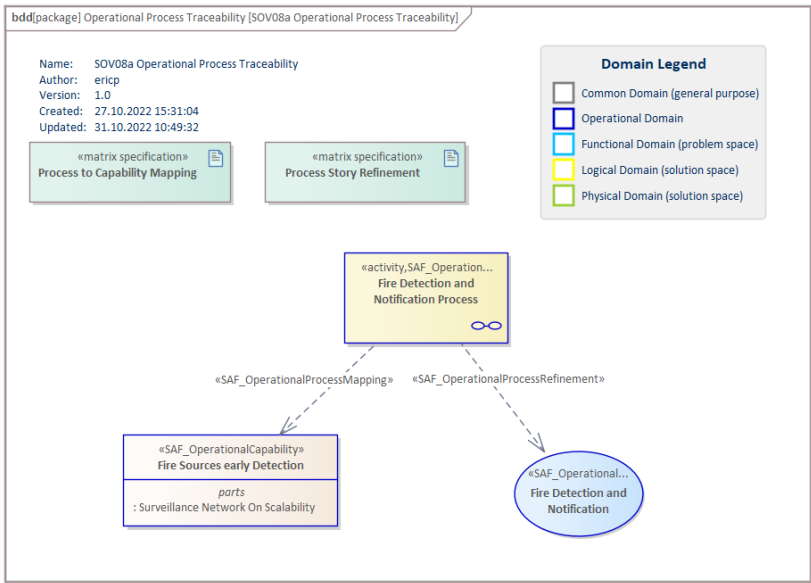 bdd[package] Operational Process Traceability [SOV08a Operational Process Traceability]
Name: SOV08a Operational Process Traceability
Author: ericp
Version: 1.0
Created: 27.10.2022 15:31:04
Updated: 31.10.2022 10:49:32
Domain Legend
Common Domain (general purpose)
Operational Domain
Functional Domain (problem space)
Logical Domain (solution space)
Physical Domain (solution space)
«matrix specification»
Process to Capability Mapping
«matrix specification»
Process Story Refinement
«activity,SAF_Operation...
Fire Detection and
Notification Process
«SAF_OperationalProcessMapping»
«SAF_OperationalProcessRefinement»
«SAF_OperationalCapability»
Fire Sources early Detection
parts
: Surveillance Network On Scalability
«SAF_Operational...
Fire Detection and
Notification